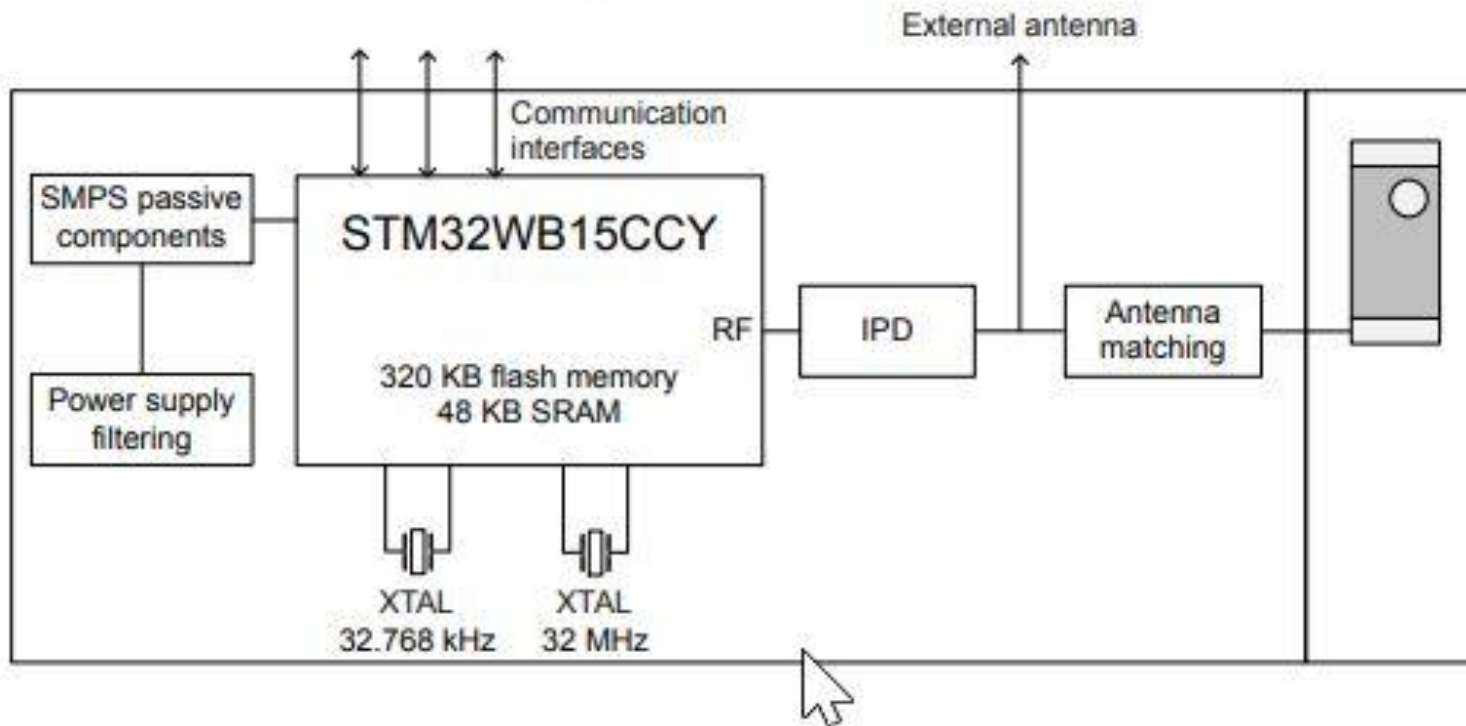 External antenna
Communication
interfaces
SMPS passive
components
STM32WB15CCY
RF
IPD
Antenna
matching
320 KB flash memory
48 KB SRAM
Power supply
filtering
XTAL
32.768 kHz
XTAL
32 MHz